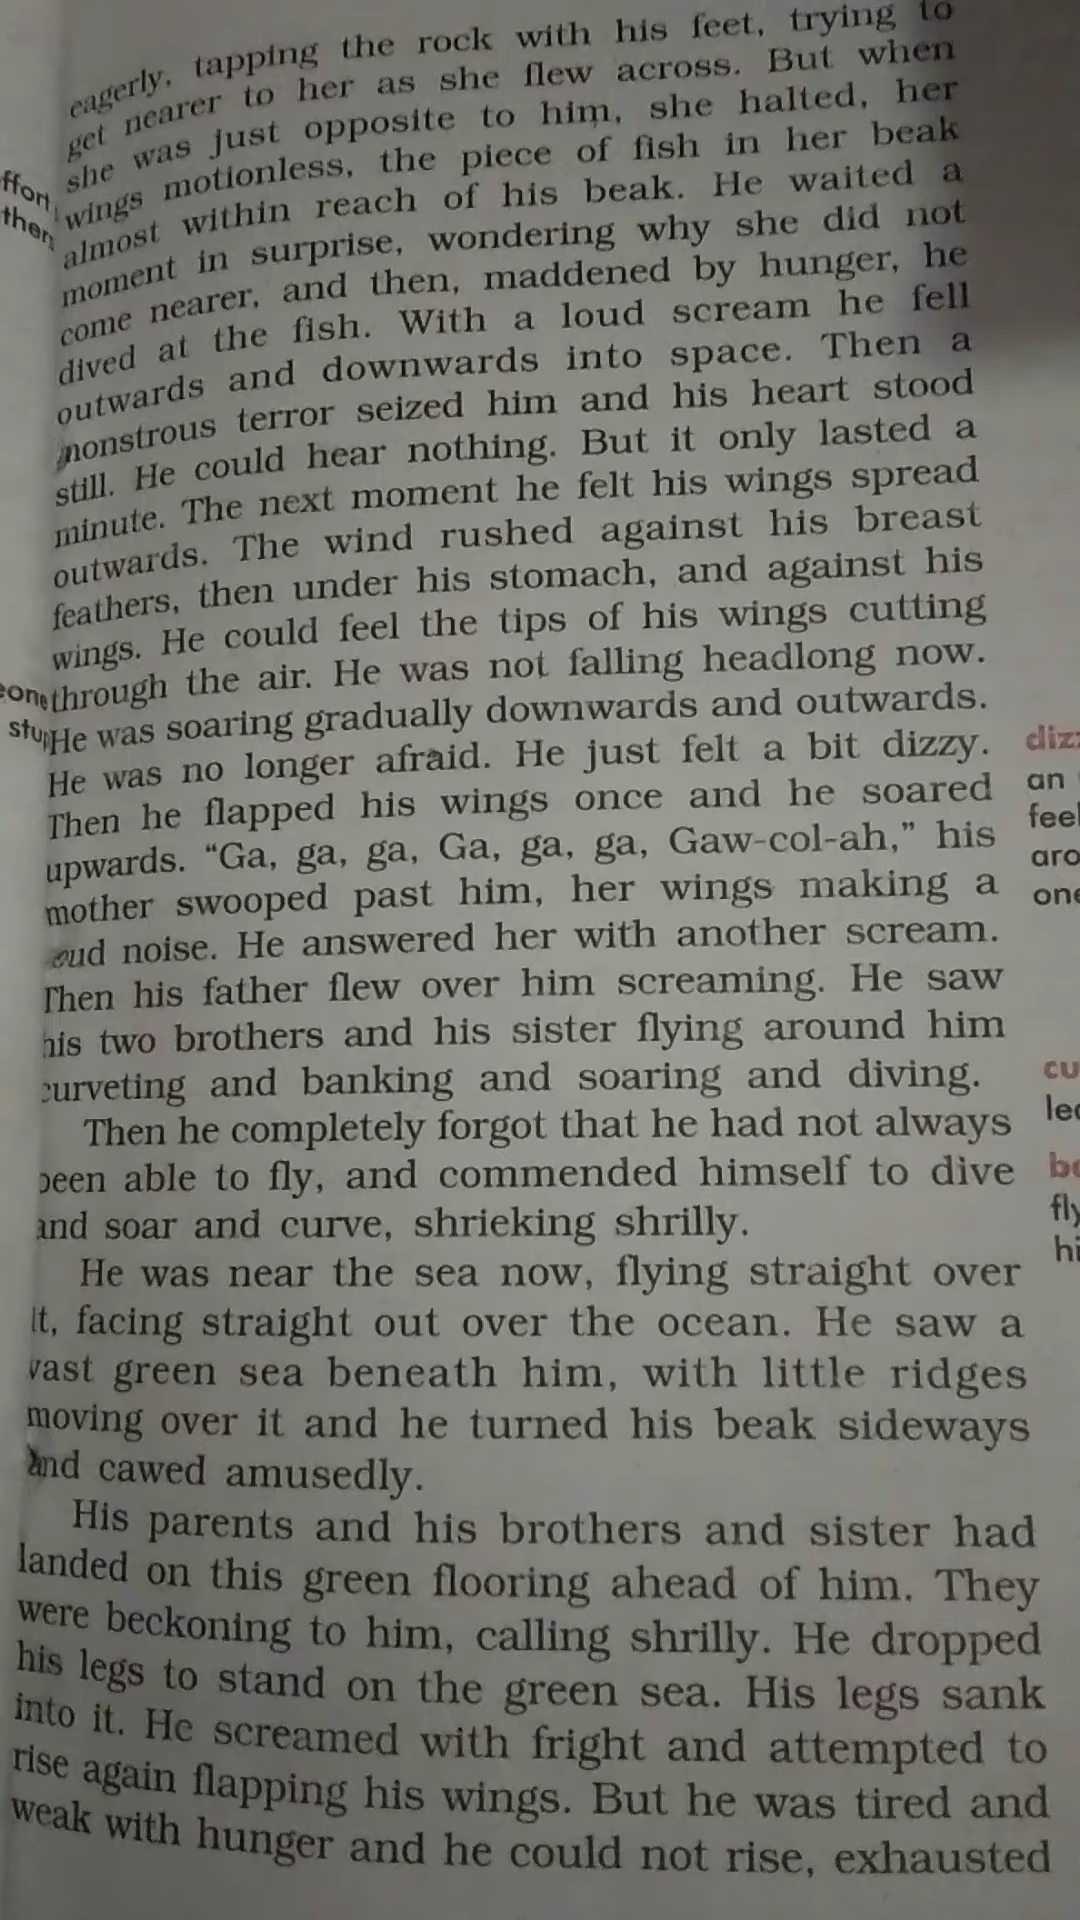 eagerly, tapping the rock with his feet, trying to
get nearer to her as she flew across. But when
she was just opposite to him, she halted, her
wings motionless, the piece of fish in her beak
almost within reach of his beak. He waited a
moment in surprise, wondering why she did not
come nearer, and then, maddened by hunger, he
dived at the fish. With a loud scream he fell
outwards and downwards into space. Then a
monstrous terror seized him and his heart stood
still. He could hear nothing. But it only lasted a
minute. The next moment he felt his wings spread
outwards. The wind rushed against his breast
feathers, then under his stomach, and against his
wings. He could feel the tips of his wings cutting
through the air. He was not falling headlong now.
He was soaring gradually downwards and outwards.
He was no longer afraid. He just felt a bit dizzy.
Then he flapped his wings once and he soared
upwards. “Ga, ga, ga, Ga, ga, ga, Gaw-col-ah,” his
mother swooped past him, her wings making a
oud noise. He answered her with another scream.
Then his father flew over him screaming. He saw
his two brothers and his sister flying around him
curveting and banking and soaring and diving.
Then he completely forgot that he had not always
been able to fly, and commended himself to dive
and soar and curve, shrieking shrilly.
He was near the sea now, flying straight over
it, facing straight out over the ocean. He saw a
vast green sea beneath him, with little ridges
moving over it and he turned his beak sideways
and cawed amusedly.
His parents and his brothers and sister had
landed on this green flooring ahead of him. They
were beckoning to him, calling shrilly. He dropped
his legs to stand on the green sea. His legs sank
into it. He screamed with fright and attempted to
rise again flapping his wings. But he was tired and
weak with hunger and he could not rise, exhausted
an